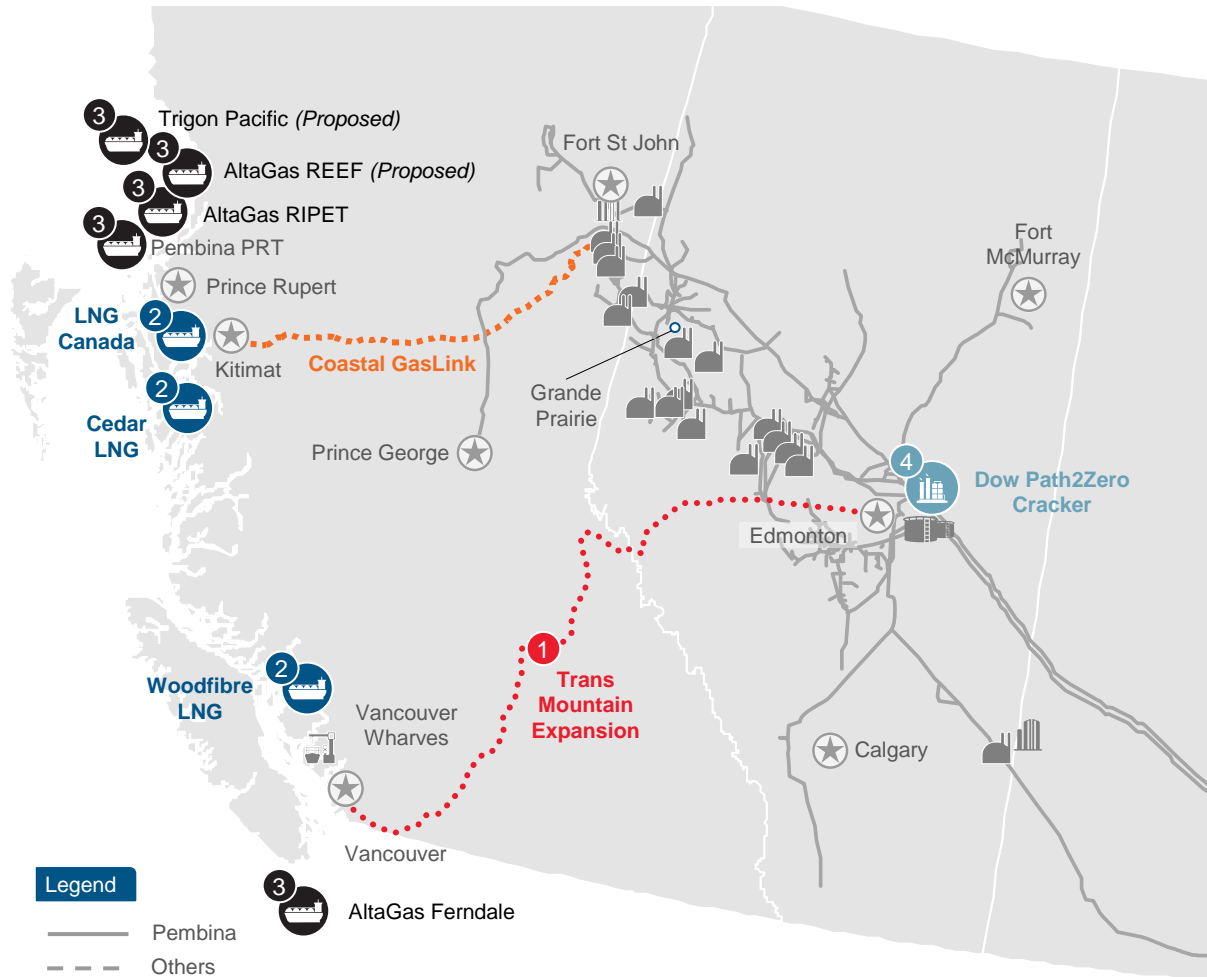 3
Trigon Pacific (Proposed)
3
AltaGas REEF (Proposed)
3
AltaGas RIPET
3
Pembina PRT
Prince Rupert
LNG
Canada
2
Kitimat
Coastal GasLink
2
Cedar
LNG
Prince George
Fort St John
Grande
Prairie
Fort
McMurray
4
Dow Path2Zero
Cracker
Edmonton
1
Trans
Mountain
Expansion
2
Woodfibre
LNG
Vancouver
Wharves
Calgary
Vancouver
3
AltaGas Ferndale
Legend
Pembina
Others